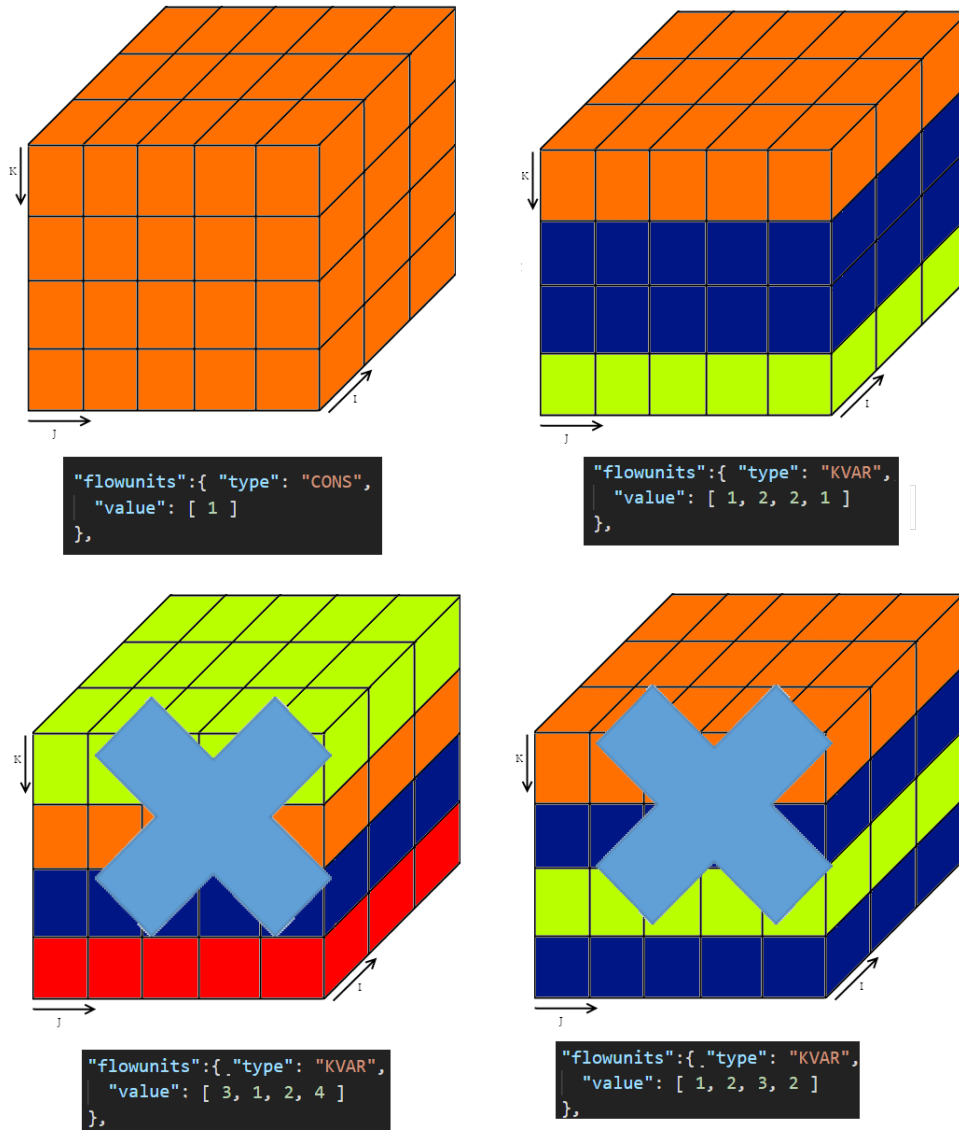 K
I
J
"flowunits":{ "type": "CONS",
"value": [ 1 ]
},
K
I
J
"flowunits":{ "type": "KVAR",
"value": [ 1, 2, 2, 1 ]
},
K
I
J
"flowunits":{ "type": "KVAR",
"value": [ 3, 1, 2, 4 ]
},
K
I
J
"flowunits":{ "type": "KVAR",
"value": [ 1, 2, 3, 2 ]
},